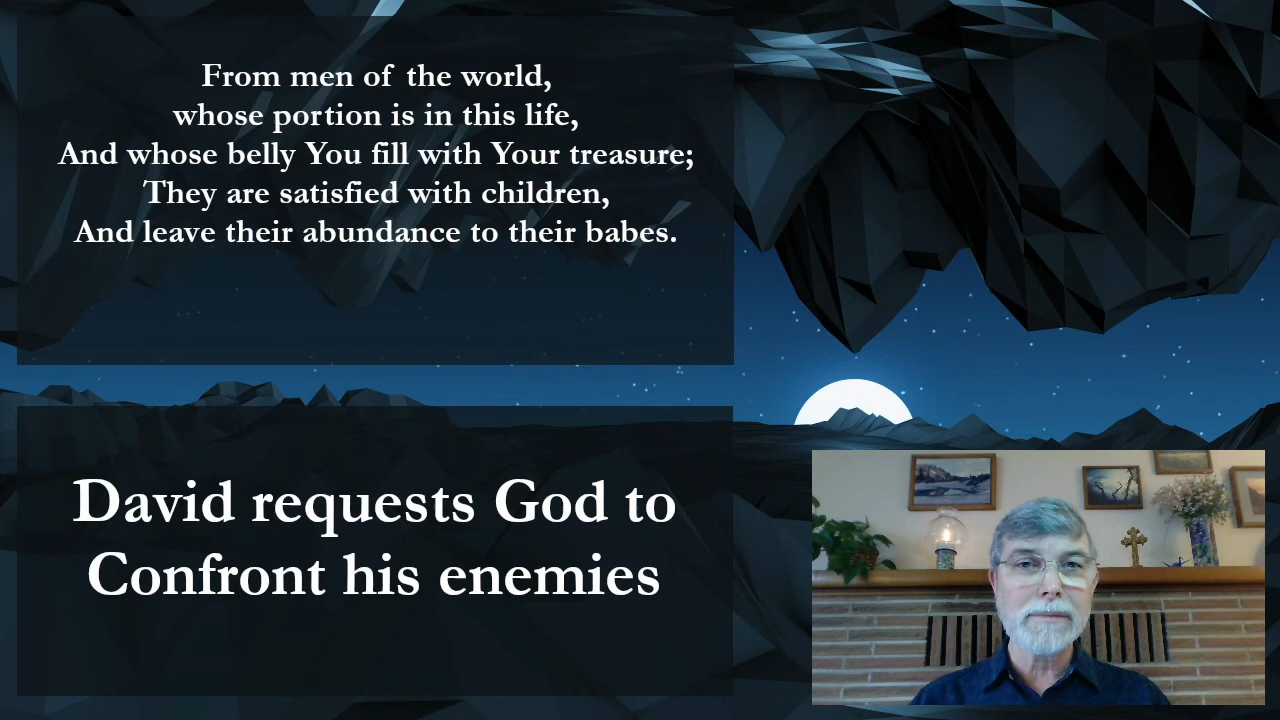 From men of the world,
whose portion is in this life,
And whose belly You fill with Your treasure;
They are satisfied with children,
And leave their abundance to their babes.
David requests God to
Confront his enemies